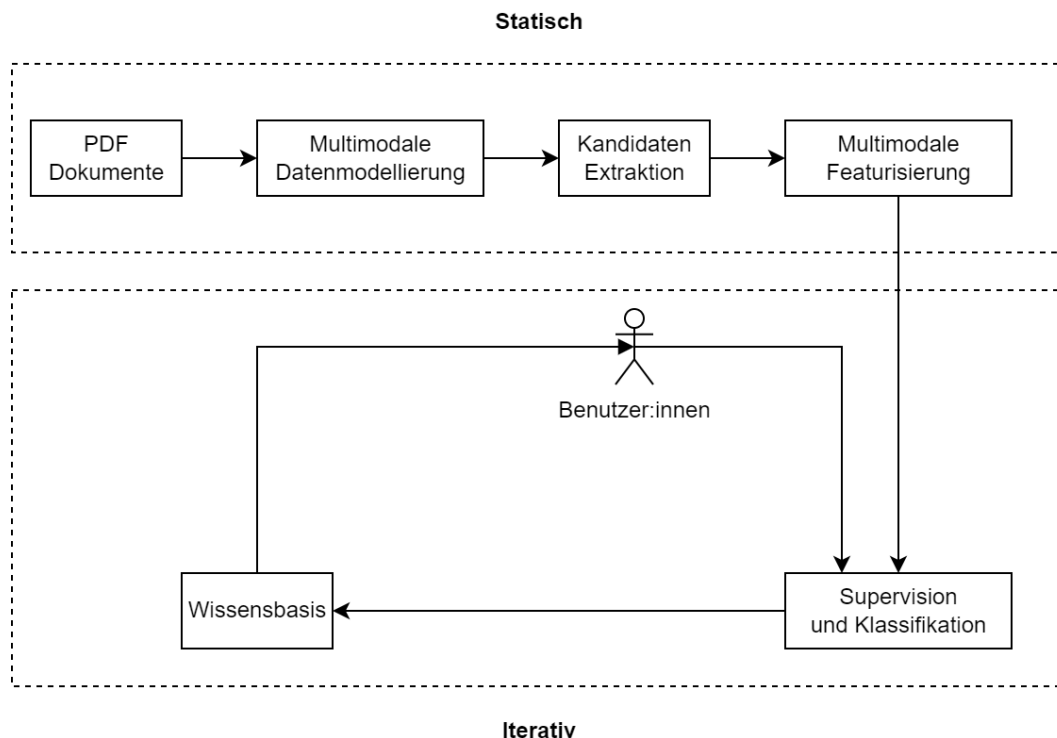 Statisch
PDF
Dokumente
Multimodale
Datenmodellierung
Kandidaten
Extraktion
Multimodale
Featurisierung
Benutzer:innen
Wissensbasis
Supervision
und Klassifikation
Iterativ